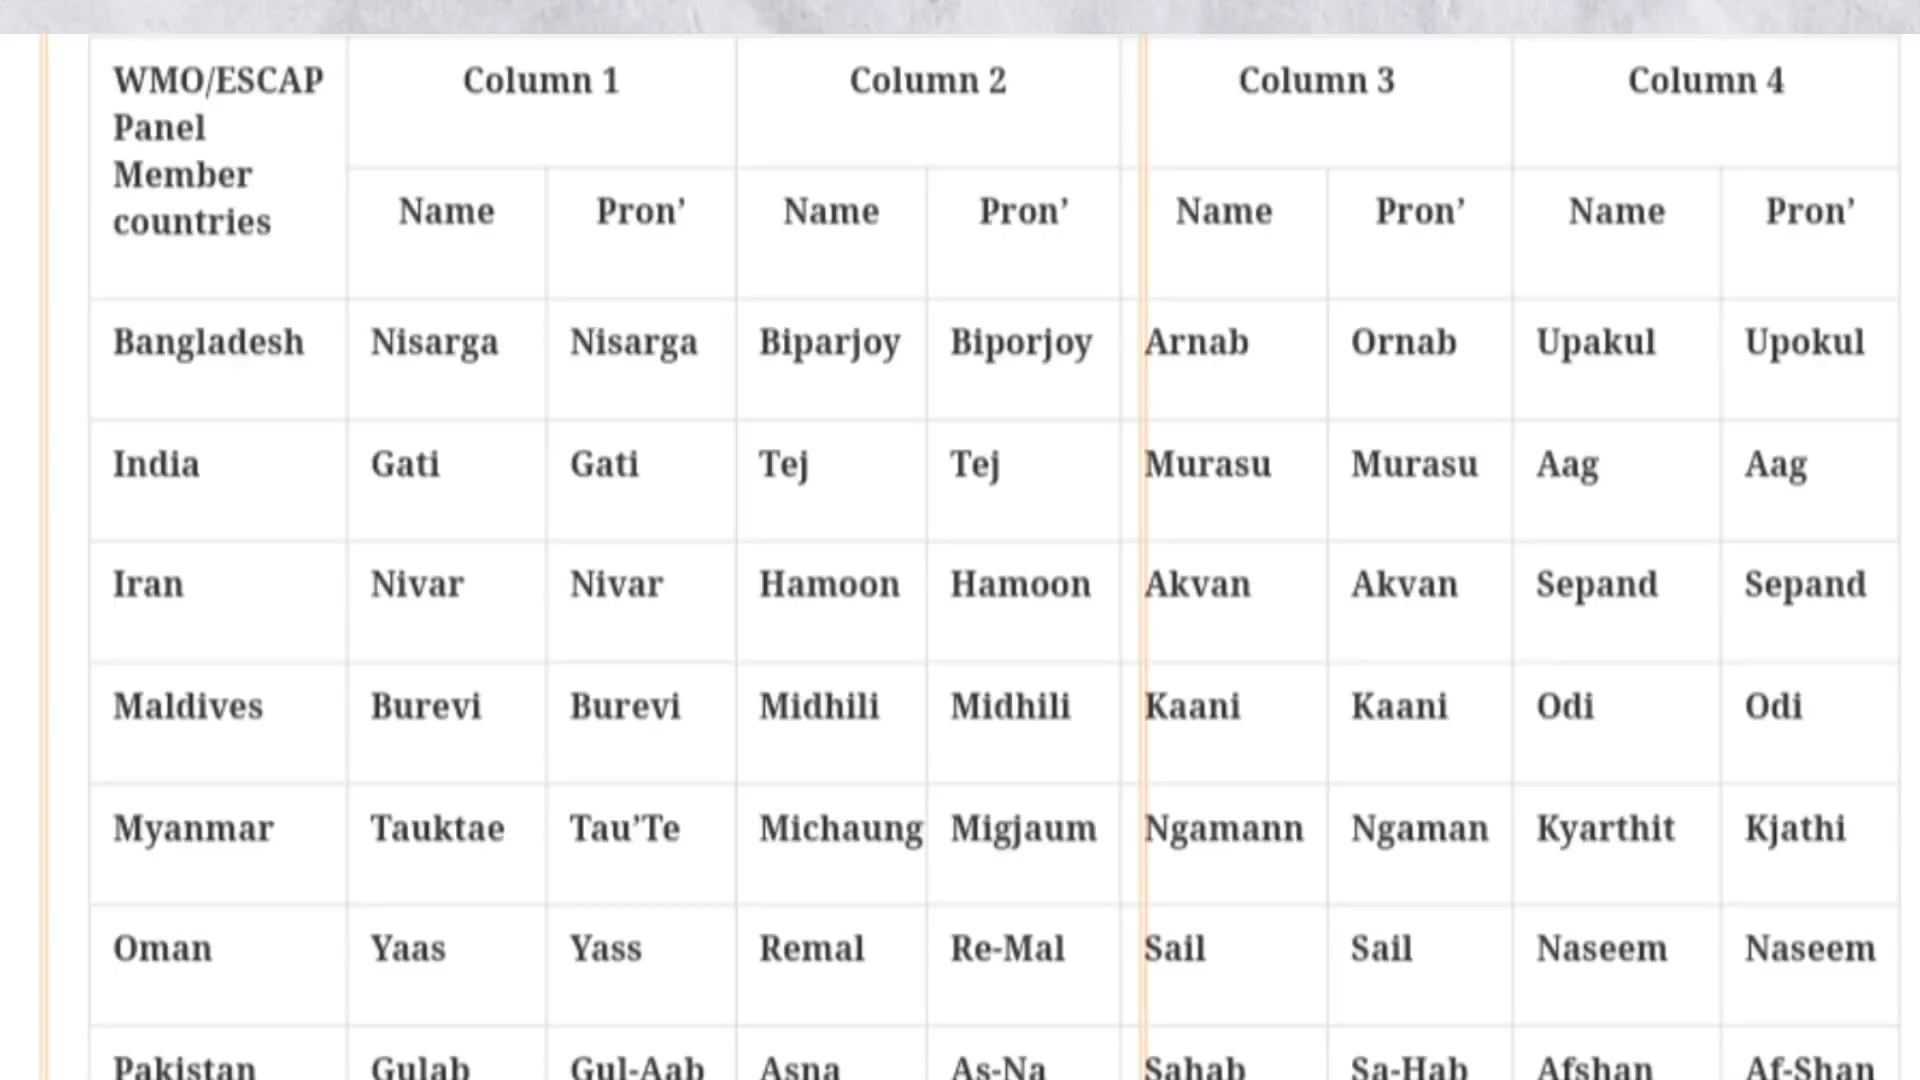 WMO/ESCAP Panel Member countries Column 1 Column 2 Column 3 Column 4
Name Pron’ Name Pron’ Name Pron’ Name Pron’
Bangladesh Nisarga Nisarga Biparjoy Biporjoy Arnab Ornab Upakul Upokul
India Gati Gati Tej Tej Murasu Murasu Aag Aag
Iran Nivar Nivar Hamoon Hamoon Akvan Akvan Sepand Sepand
Maldives Burevi Burevi Midhili Midhili Kaani Kaani Odi Odi
Myanmar Tauktae Tau’Te Michaung Migjaum Ngamann Ngaman Kyarthit Kjathi
Oman Yaas Yass Remal Re-Mal Sail Sail Naseem Naseem
Pakistan Gulab Gul-Aab Asna As-Na Sahab Sa-Hab Afshan Af-Shan